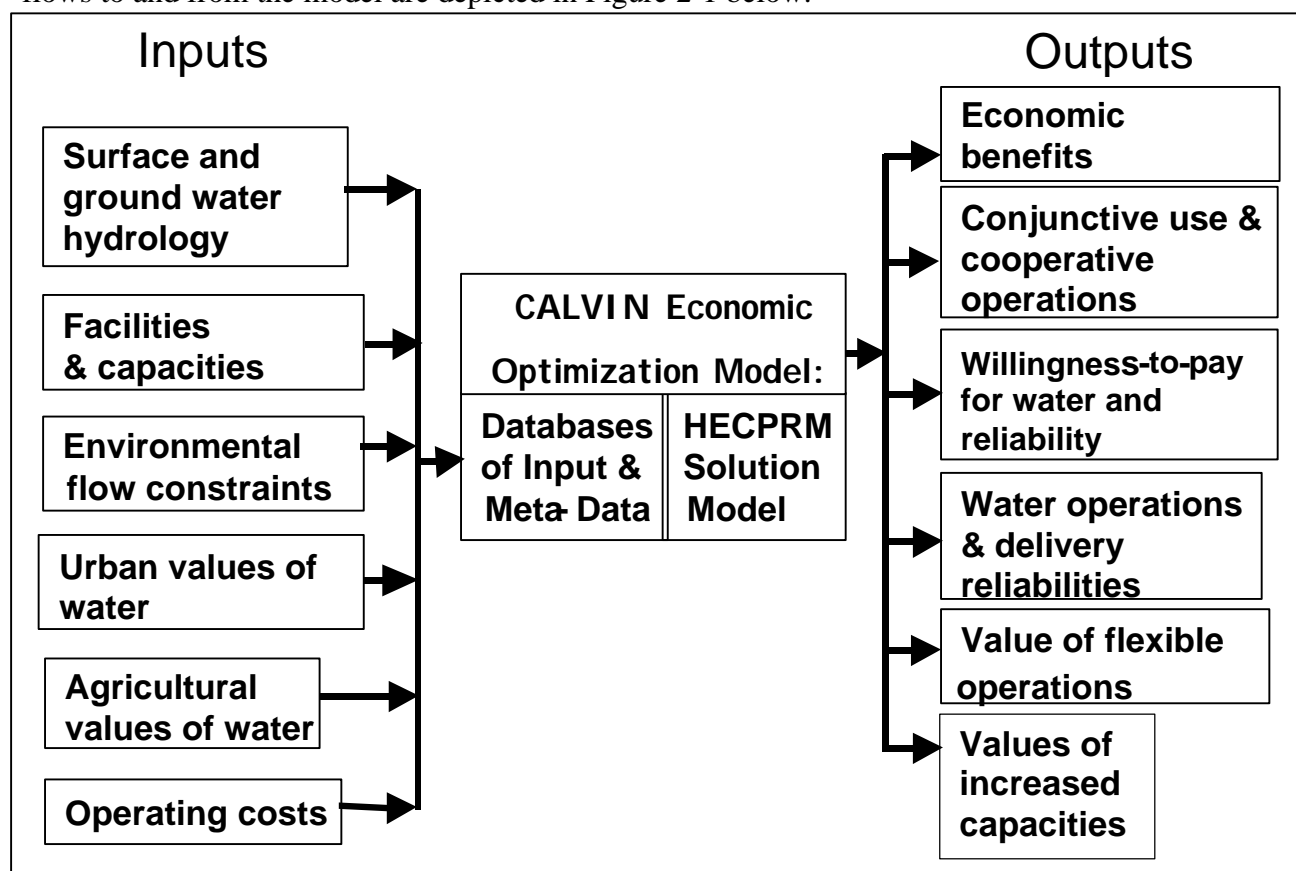 flows to and from the model are depicted in Figure 2-1 below.
Inputs
Surface and
ground water
hydrology
Facilities
& capacities
Environmental
flow constraints
Urban values of
water
Agricultural
values of water
Operating costs
CALVIN Economic
Optimization Model:
Databases
of Input &
Meta- Data
HECPRM
Solution
Model
Outputs
Economic
benefits
Conjunctive use &
cooperative
operations
Willingness-to-pay
for water and
reliability
Water operations
& delivery
reliabilities
Value of flexible
operations
Values of
increased
capacities